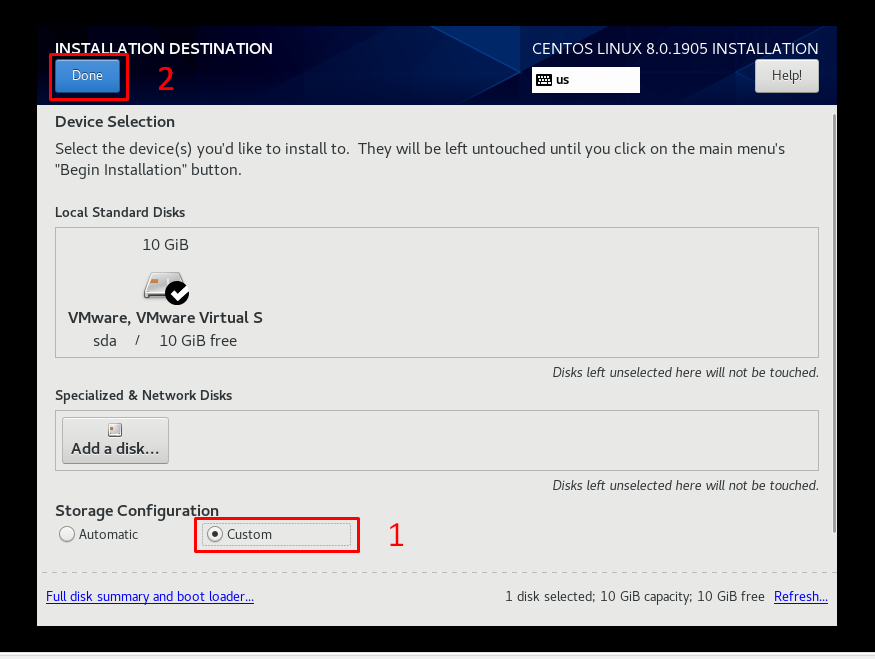 INSTALLATION DESTINATION
CENTOS LINUX 8.0.1905 INSTALLATION
Done
2
us
Help!
Device Selection
Select the device(s) you'd like to install to.  They will be left untouched until you click on the main menu's
"Begin Installation" button.
Local Standard Disks
10 GiB
VMware, VMware Virtual S
sda / 10 GiB free
Disks left unselected here will not be touched.
Specialized & Network Disks
Add a disk...
Disks left unselected here will not be touched.
Storage Configuration
Automatic
Custom
1
Full disk summary and boot loader...
1 disk selected; 10 GiB capacity; 10 GiB free
Refresh...